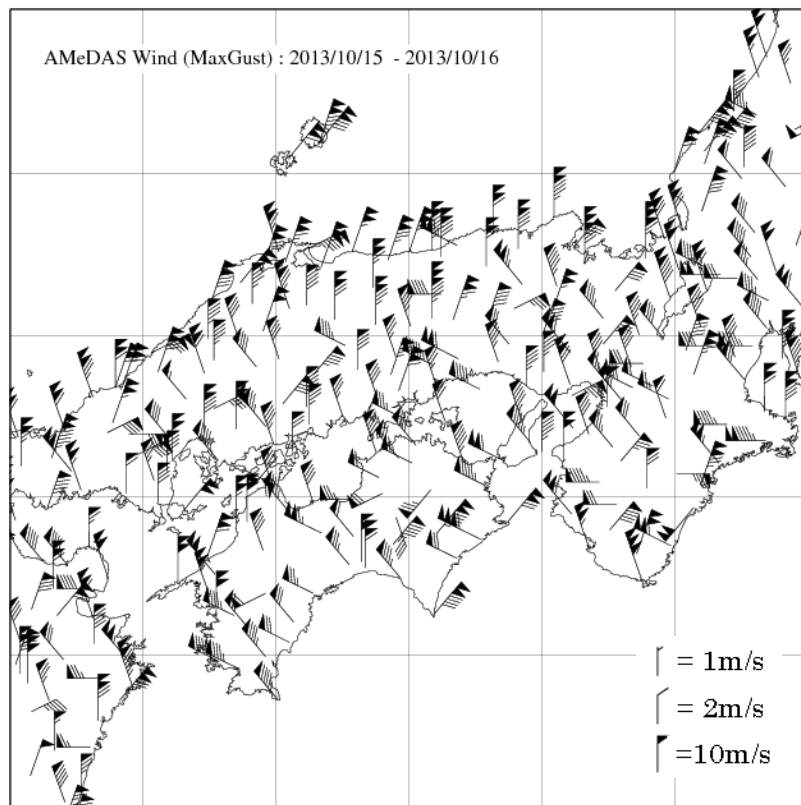 AMeDAS Wind (MaxGust) : 2013/10/15 - 2013/10/16
= 1m/s
= 2m/s
=10m/s